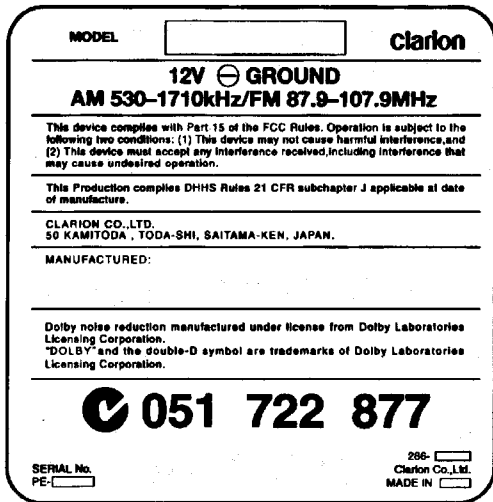 MODEL clarion
12V ⊖ GROUND
AM 530–1710kHz/FM 87.9–107.9MHz
This device complies with Part 15 of the FCC Rules. Operation is subject to the
following two conditions: (1) This device may not cause harmful interference,and
(2) This device must accept any interference received,including interference that
may cause undesired operation.
This Production complies DHHS Rules 21 CFR subchapter J applicable at date
of manufacture.
CLARION CO.,LTD.
50 KAMITODA , TODA-SHI, SAITAMA-KEN, JAPAN.
MANUFACTURED:
Dolby noise reduction manufactured under license from Dolby Laboratories
Licensing Corporation.
"DOLBY"and the double-D symbol are trademarks of Dolby Laboratories
Licensing Corporation.
051 722 877
286-
SERIAL No. Clarion Co.,Ltd.
PE- MADE IN